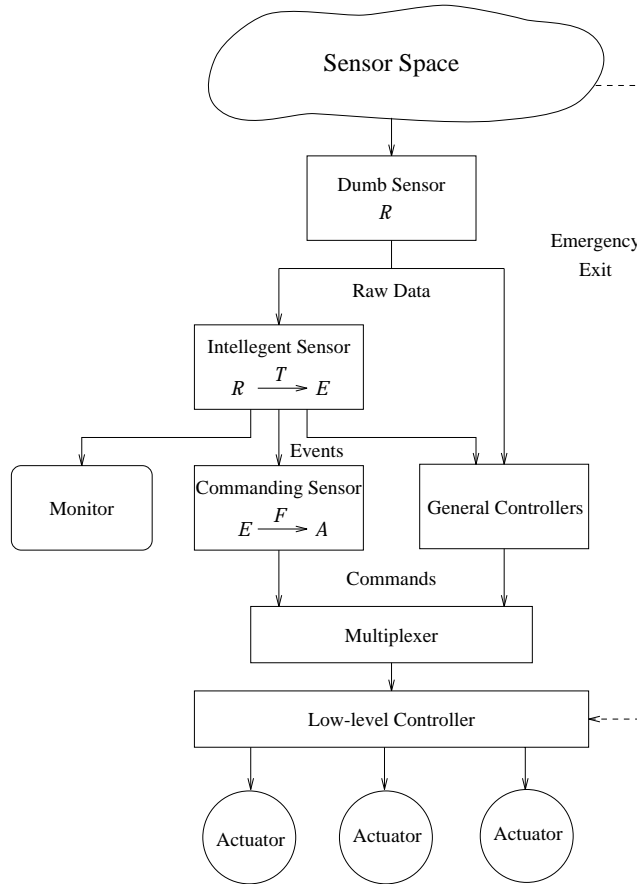 Sensor Space
Dumb Sensor
R
Emergency
Exit
Raw Data
Intellegent Sensor
R T E
Events
Monitor
Commanding Sensor
E F A
General Controllers
Commands
Multiplexer
Low-level Controller
Actuator
Actuator
Actuator